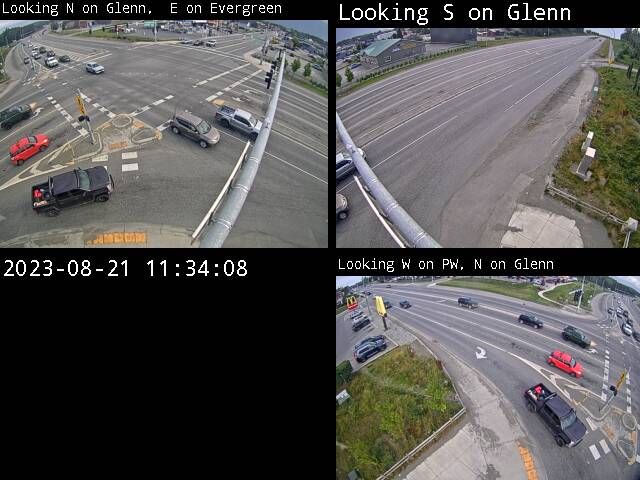 Looking N on Glenn, E on Evergreen
Looking S on Glenn
2023-08-21 11:34:08
Looking W on PW, N on Glenn